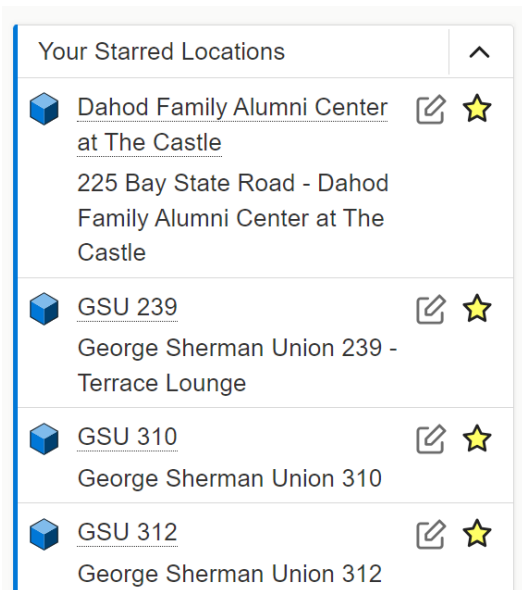 Your Starred Locations
Dahod Family Alumni Center
at The Castle
225 Bay State Road - Dahod
Family Alumni Center at The
Castle
GSU 239
George Sherman Union 239 -
Terrace Lounge
GSU 310
George Sherman Union 310
GSU 312
George Sherman Union 312